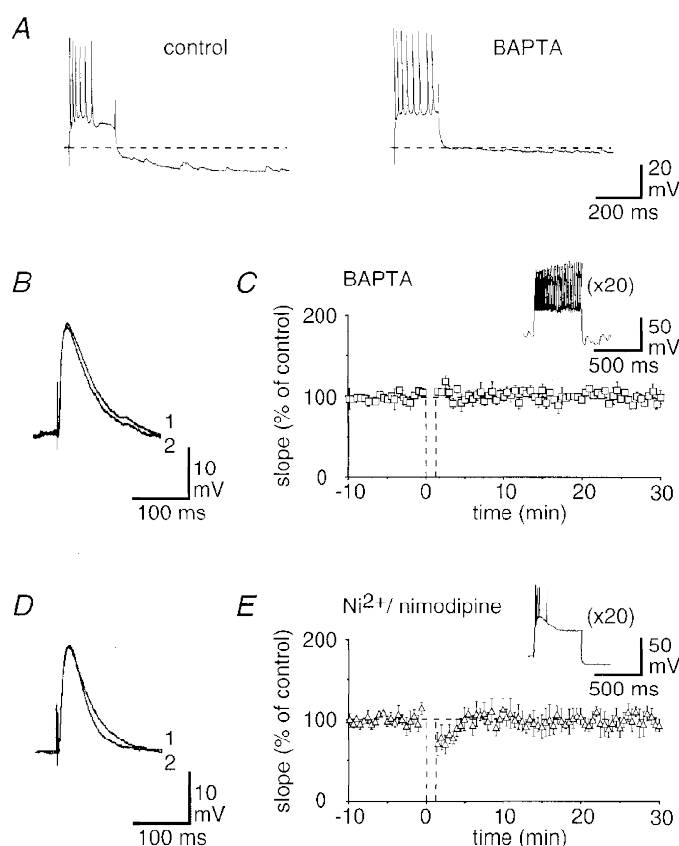 A
control
BAPTA
20
mV
200 ms
B
1
2
10
mV
100 ms
C
BAPTA
(x20)
50
mV
500 ms
slope (% of control)
200
100
0
-10
0
10
20
30
time (min)
D
1
2
10
mV
100 ms
E
Ni2+/ nimodipine
(x20)
50
mV
500 ms
slope (% of control)
200
100
0
-10
0
10
20
30
time (min)